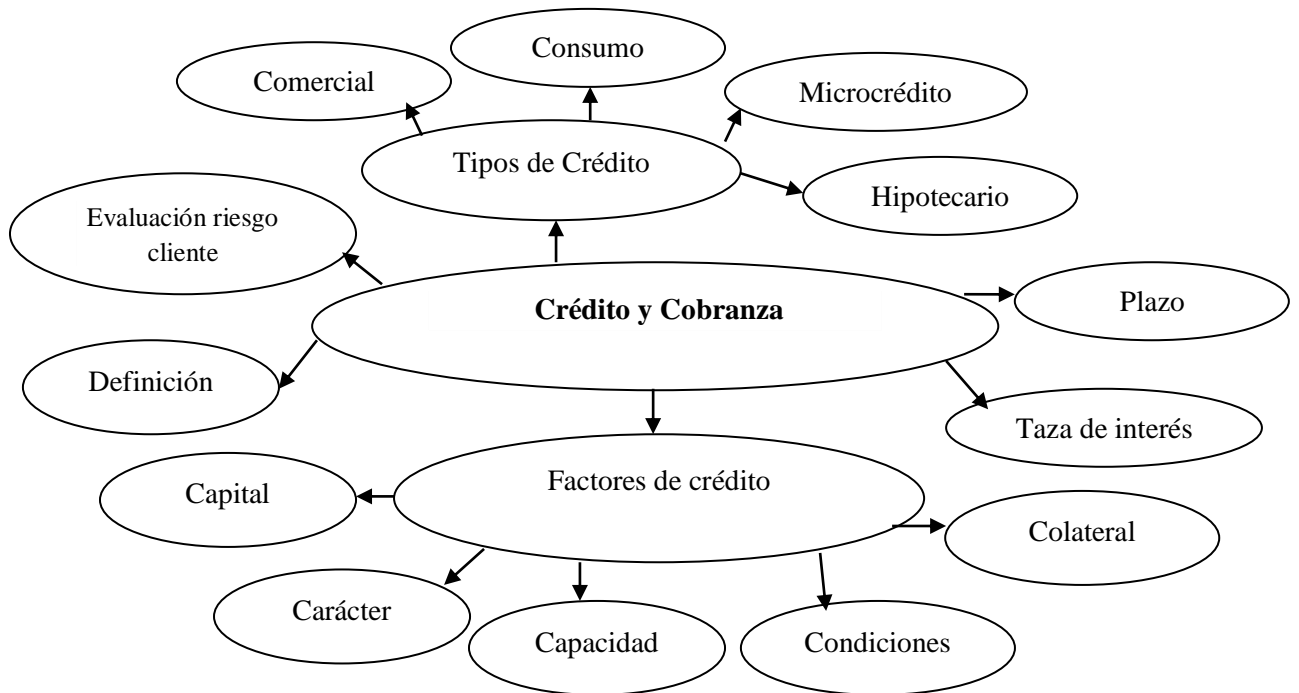 Consumo
Comercial
Microcrédito
Tipos de Crédito
Hipotecario
Evaluación riesgo
cliente
Crédito y Cobranza
Plazo
Definición
Taza de interés
Factores de crédito
Capital
Colateral
Carácter
Capacidad
Condiciones